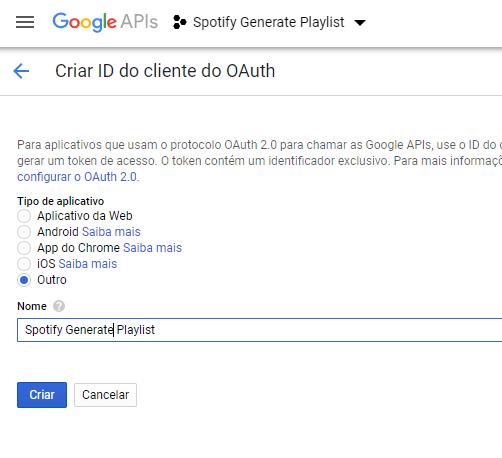 Google APIs Spotify Generate Playlist
Criar ID do cliente do OAuth
Para aplicativos que usam o protocolo OAuth 2.0 para chamar as Google APIs, use o ID do
gerar um token de acesso. O token contém um identificador exclusivo. Para mais
configurar o OAuth 2.0.
Tipo de aplicativo
Aplicativo da Web
Android Saiba mais
App do Chrome Saiba mais
iOS Saiba mais
Outro
Nome ?
Spotify Generate Playlist
Criar Cancelar